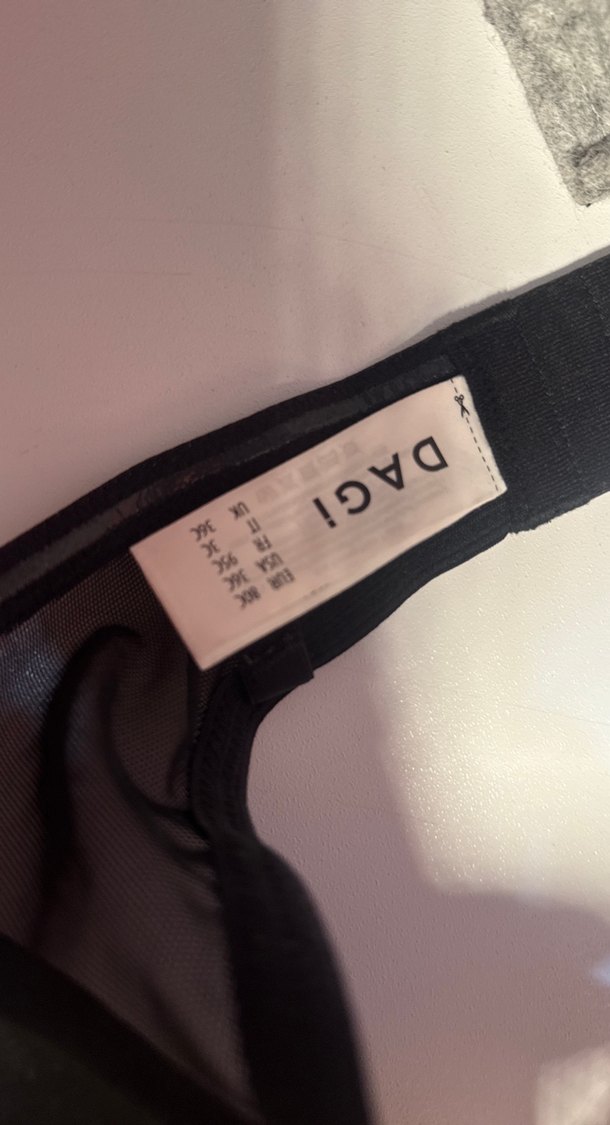 DAGi
EUR 80C
USA 36C
FR 95C
IT 3C
UK 36C